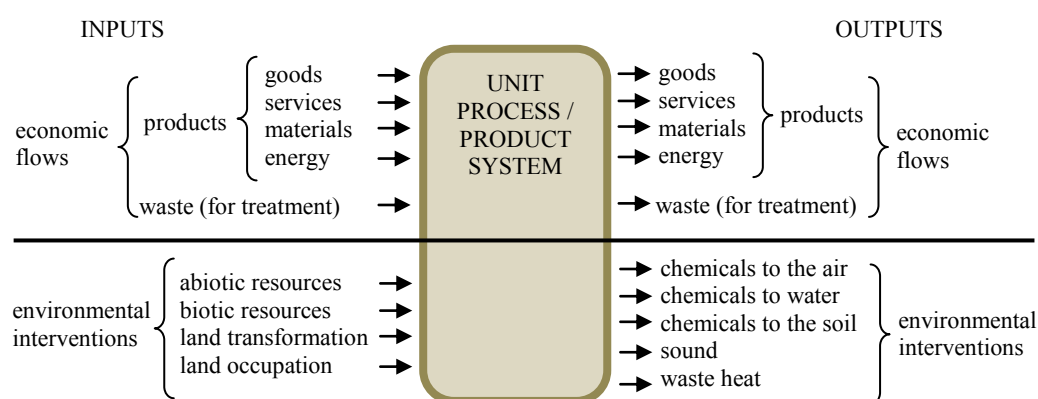 INPUTS
OUTPUTS
economic
flows
products
goods
services
materials
energy
waste (for treatment)
UNIT
PROCESS /
PRODUCT
SYSTEM
goods
services
materials
energy
products
waste (for treatment)
economic
flows
environmental
interventions
abiotic resources
biotic resources
land transformation
land occupation
chemicals to the air
chemicals to water
chemicals to the soil
sound
waste heat
environmental
interventions